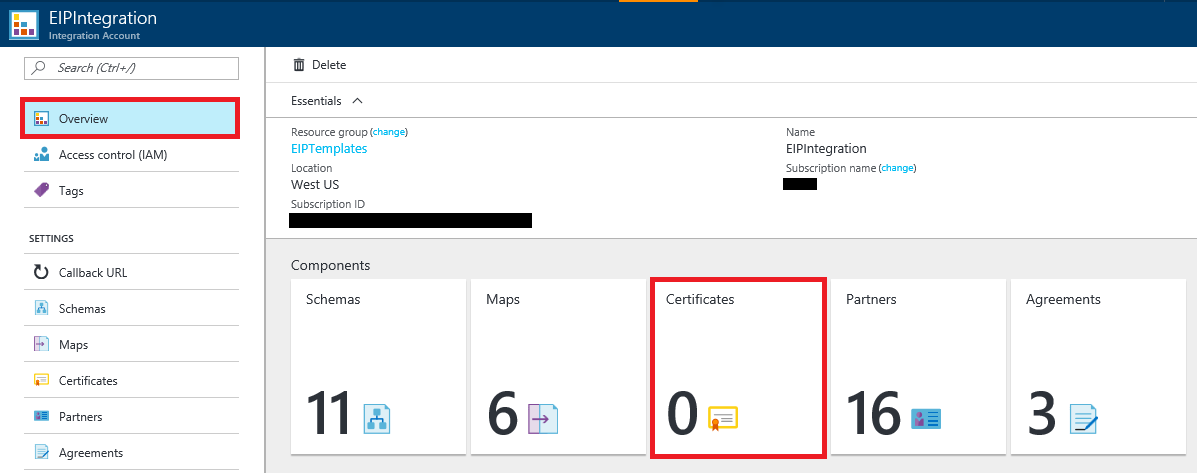 EIPIntegration
Integration Account
Search (Ctrl+/)
Overview
Access control (IAM)
Tags
SETTINGS
Callback URL
Schemas
Maps
Certificates
Partners
Agreements
Delete
Essentials
Resource group (change)
EIPTemplates
Location
West US
Subscription ID
Name
EIPIntegration
Subscription name (change)
Components
Schemas
11
Maps
6
Certificates
0
Partners
16
Agreements
3